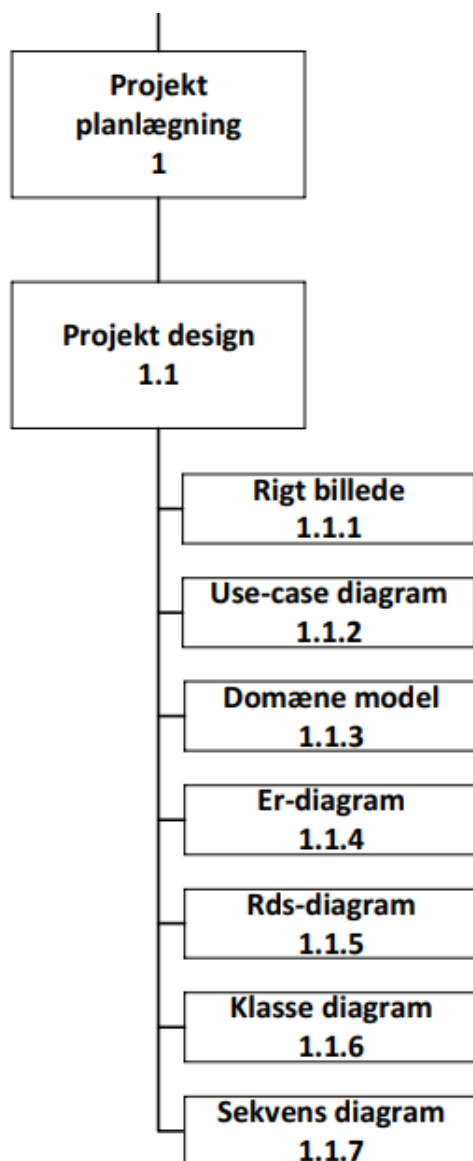 Projekt
planlægning
1
Projekt design
1.1
Rigt billede
1.1.1
Use-case diagram
1.1.2
Domæne model
1.1.3
Er-diagram
1.1.4
Rds-diagram
1.1.5
Klasse diagram
1.1.6
Sekvens diagram
1.1.7